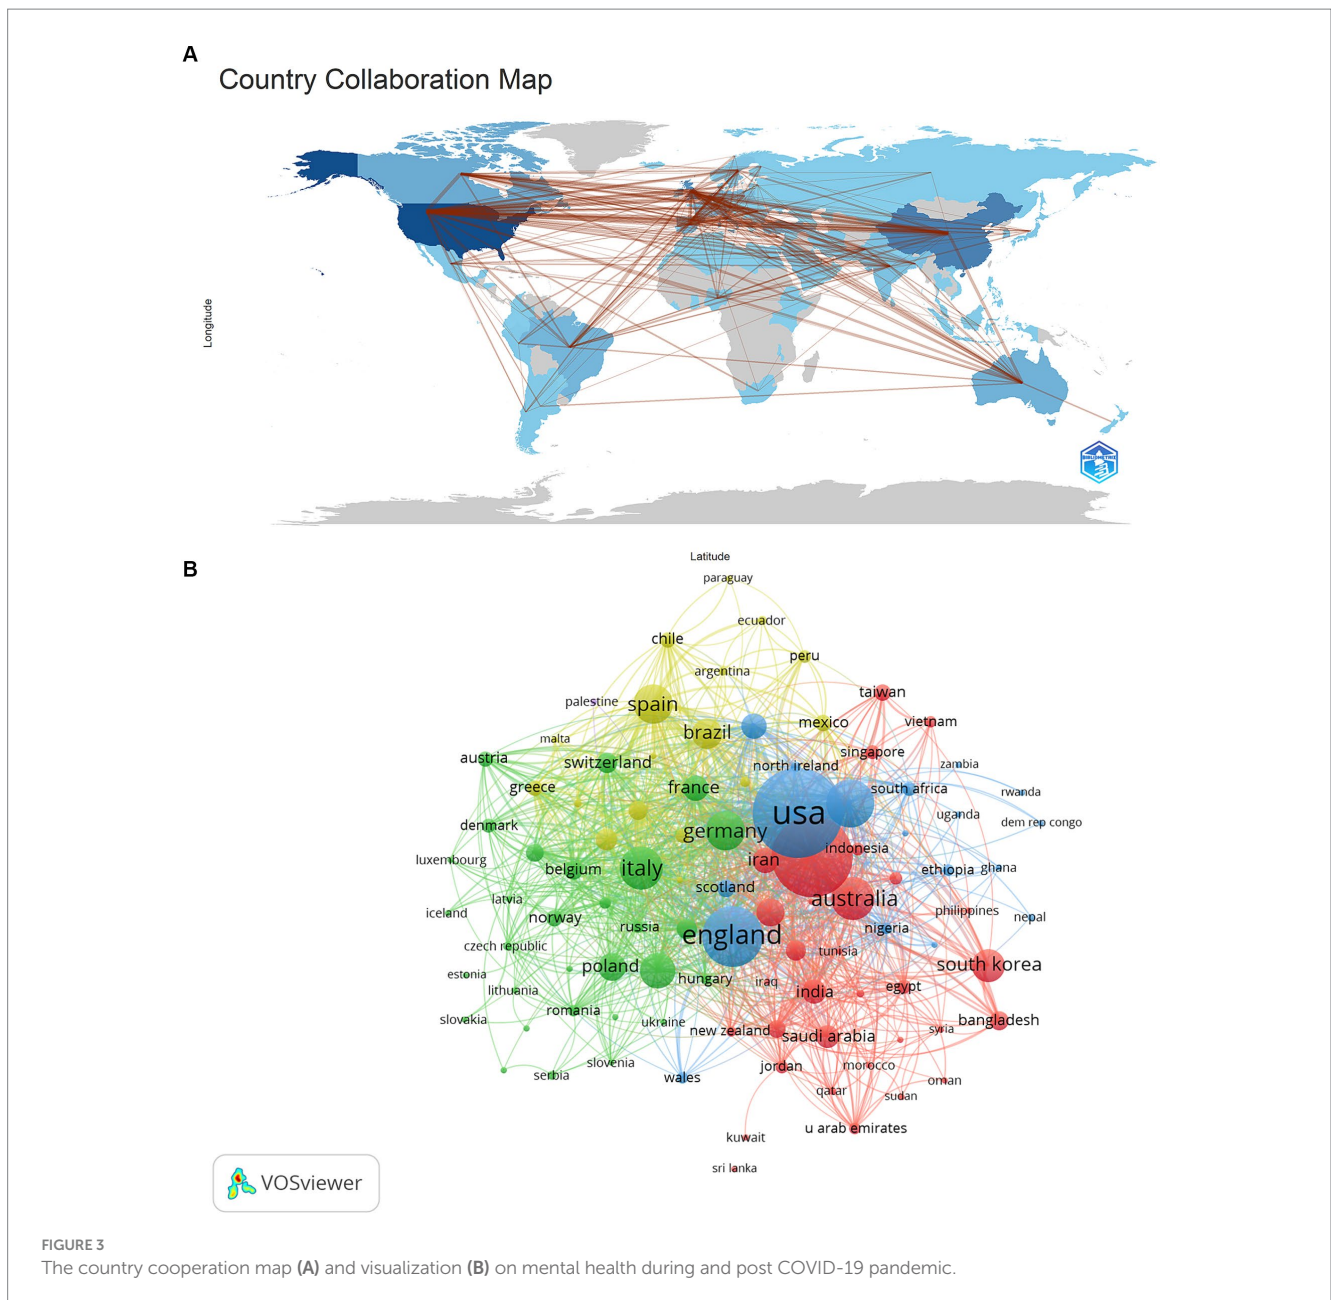 A
Country Collaboration Map
Longitude
BIBLIOMETRIX
Latitude
B
paraguay
ecuador
chile
peru
argentina
taiwan
palestine
spain
vietnam
mexico
brazil
malta
singapore
austria
switzerland
north ireland
zambia
greece
france
south africa
rwanda
usa
uganda
dem rep congo
denmark
germany
indonesia
luxembourg
iran
belgium
italy
ethiopia
ghana
scotland
latvia
australia
iceland
norway
philippines
nepal
russia
england
nigeria
czech republic
tunisia
poland
south korea
estonia
hungary
iraq
lithuania
india
egypt
romania
slovakia
ukraine
bangladesh
new zealand
saudi arabia
syria
slovenia
jordan
morocco
serbia
wales
oman
qatar
sudan
u arab emirates
kuwait
sri lanka
VOSviewer
FIGURE 3
The country cooperation map (A) and visualization (B) on mental health during and post COVID-19 pandemic.